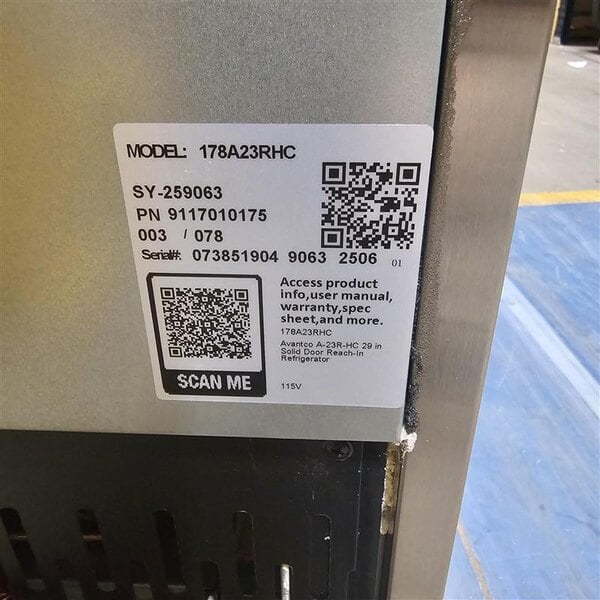 MODEL: 178A23RHC
SY-259063
PN 9117010175
003 / 078
Serial#: 073851904 9063 2506 01
Access product
info,user manual,
warranty,spec
sheet,and more.
178A23RHC
Avantco A-23R-HC 29 in
Solid Door Reach-In
Refrigerator
115V
SCAN ME